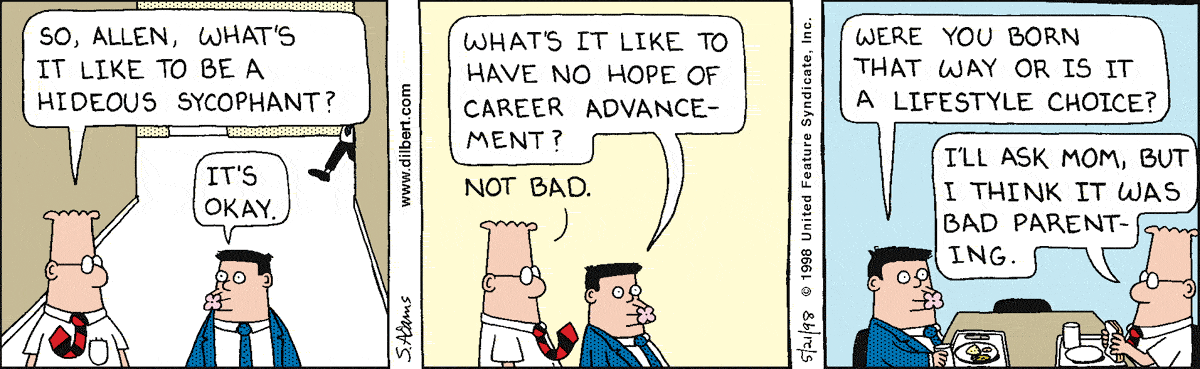 SO, ALLEN, WHAT'S
IT LIKE TO BE A
HIDEOUS SYCOPHANT?
IT'S
OKAY.
www.dilbert.com
S.Adams
WHAT'S IT LIKE TO
HAVE NO HOPE OF
CAREER ADVANCE-
MENT?
NOT BAD.
5/21/98 © 1998 United Feature Syndicate, Inc.
WERE YOU BORN
THAT WAY OR IS IT
A LIFESTYLE CHOICE?
I'LL ASK MOM, BUT
I THINK IT WAS
BAD PARENT-
ING.